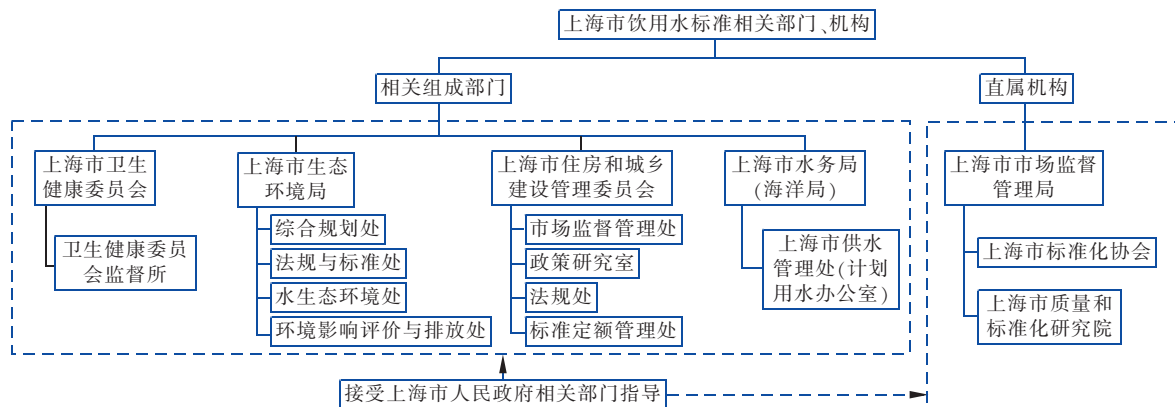 上海市饮用水标准相关部门、机构
相关组成部门
直属机构
上海市卫生
健康委员会
卫生健康委员
会监督所
上海市生态
环境局
综合规划处
法规与标准处
水生态环境处
环境影响评价与排放处
上海市住房和城乡
建设管理委员会
市场监督管理处
政策研究室
法规处
标准定额管理处
上海市水务局
(海洋局)
上海市供水
管理处(计划
用水办公室)
上海市市场监督
管理局
上海市标准化协会
上海市质量和
标准化研究院
接受上海市人民政府相关部门指导